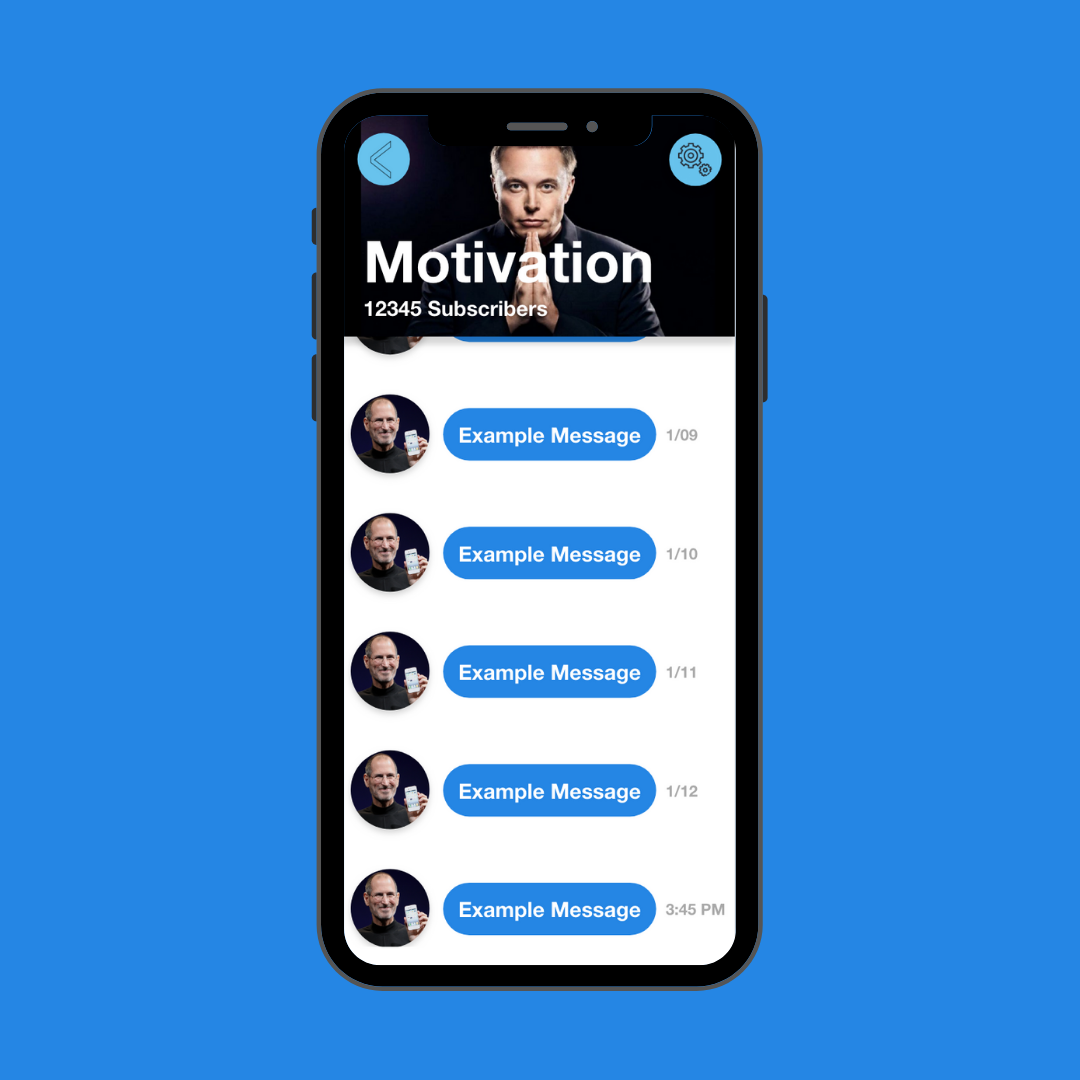 Motivation
12345 Subscribers
Example Message 1/09
Example Message 1/10
Example Message 1/11
Example Message 1/12
Example Message 3:45 PM